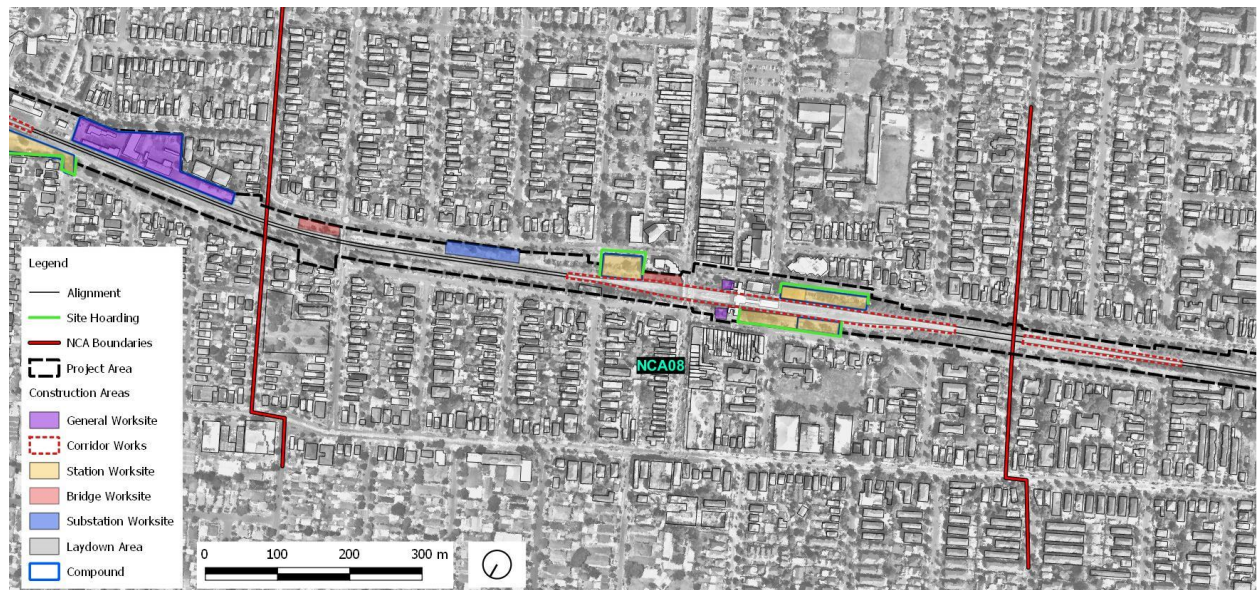 NCA08
Legend
Alignment
Site Hoarding
NCA Boundaries
Project Area
Construction Areas
General Worksite
Corridor Works
Station Worksite
Bridge Worksite
Substation Worksite
Laydown Area
Compound
0 100 200 300 m